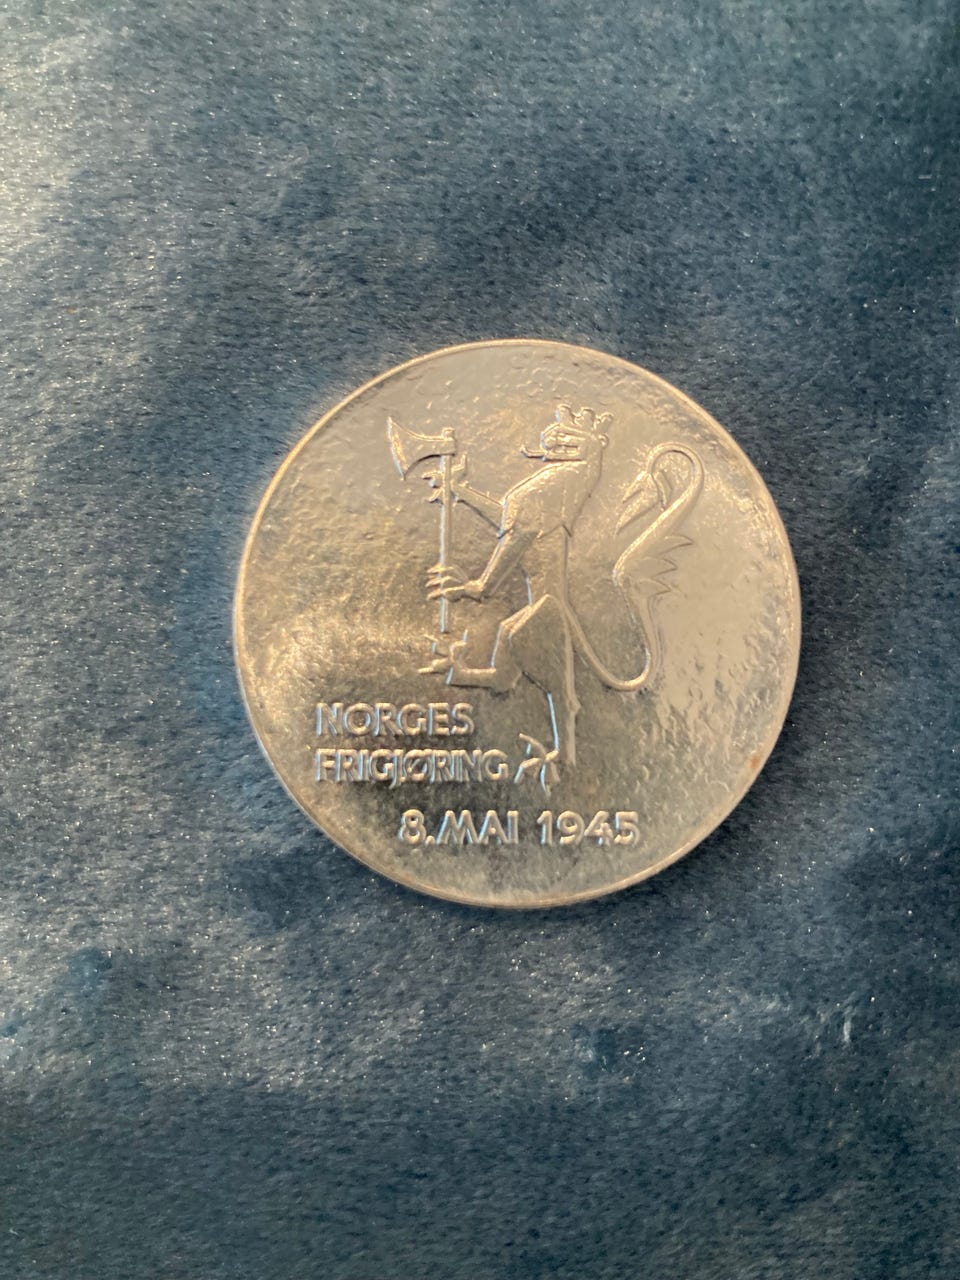 NORGES
FRIGJØRING
8. MAI 1945